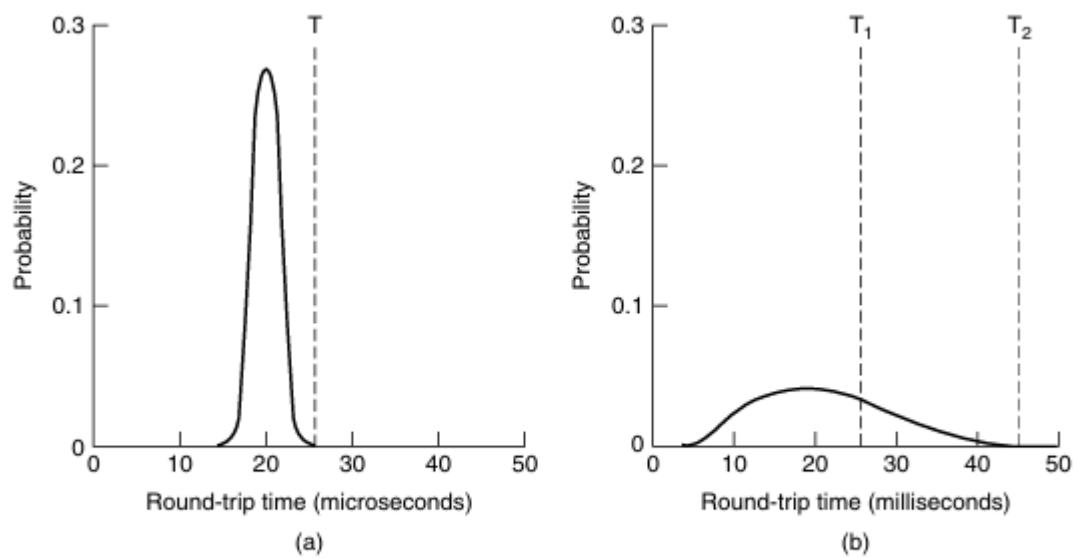 0.3
T
0.2
Probability
0.1
0
0
10
20
30
40
50
Round-trip time (microseconds)
(a)
0.3
T1
T2
0.2
Probability
0.1
0
0
10
20
30
40
50
Round-trip time (milliseconds)
(b)